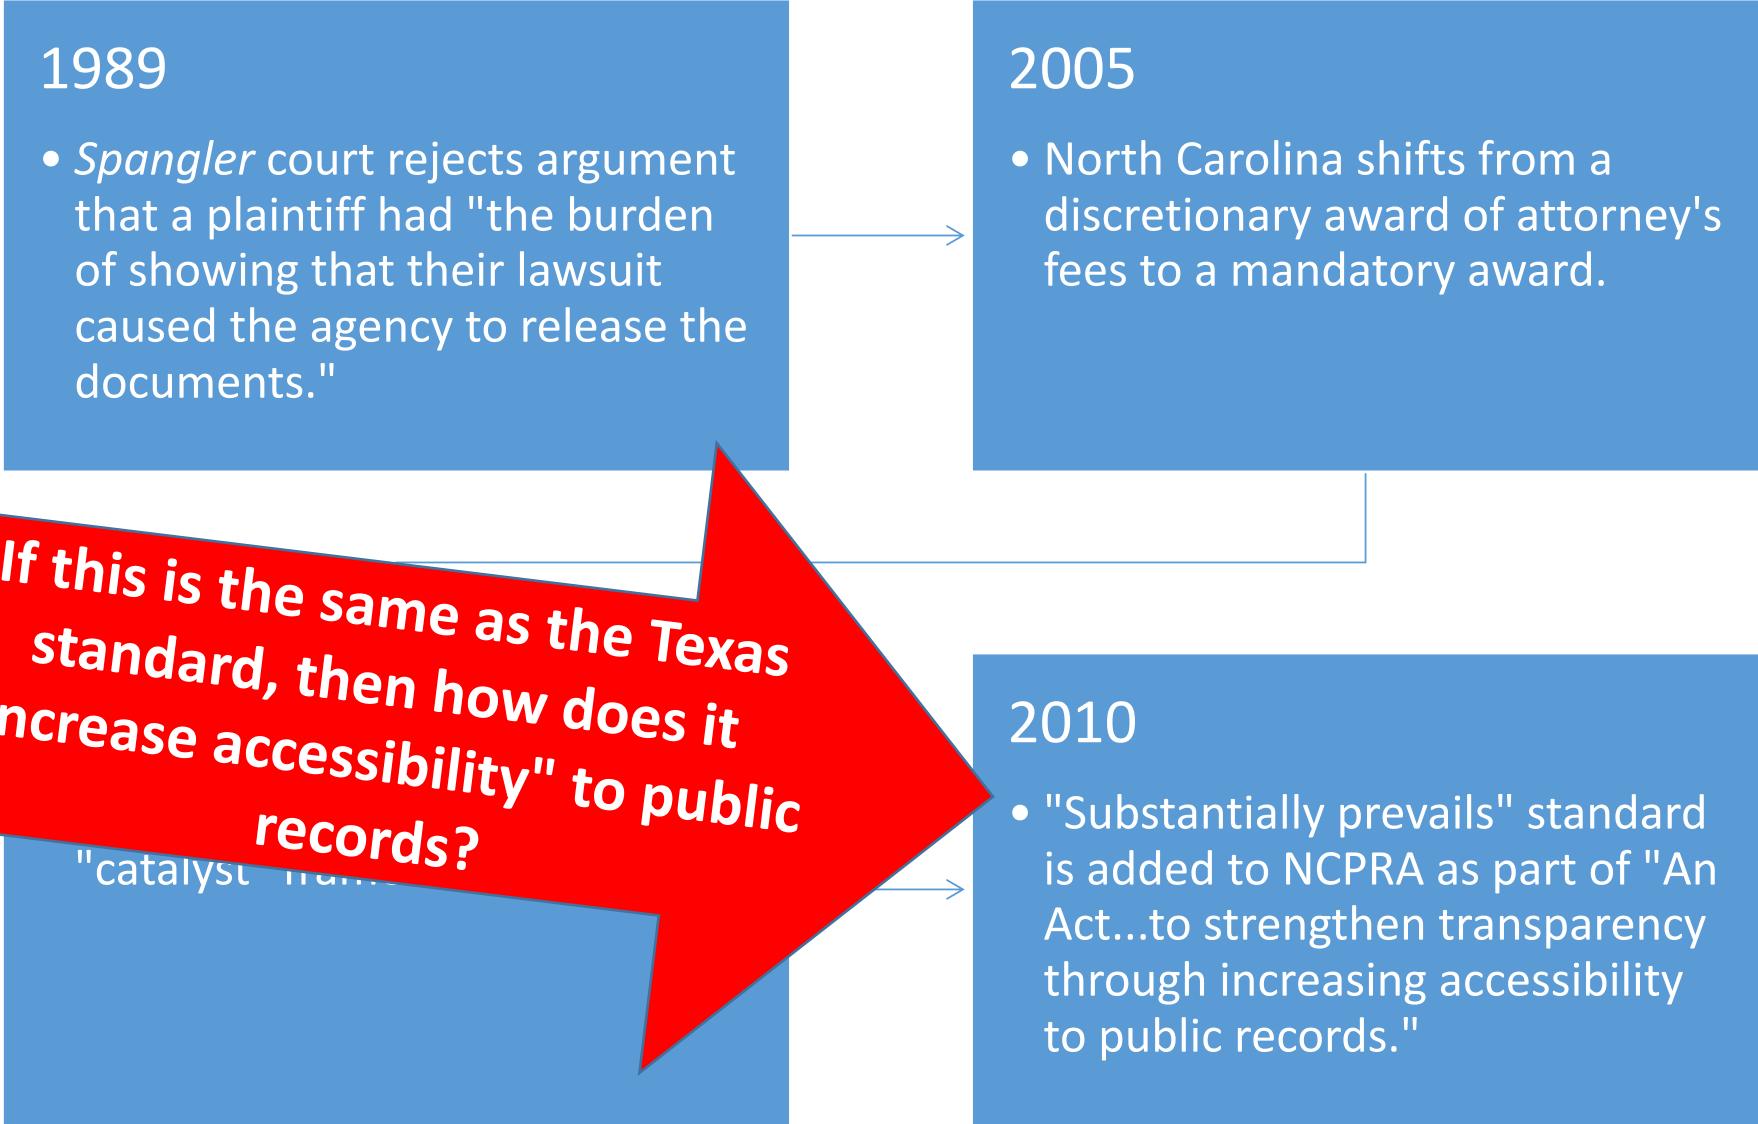 1989
• Spangler court rejects argument
that a plaintiff had "the burden
of showing that their lawsuit
caused the agency to release the
documents."
2005
• North Carolina shifts from a
discretionary award of attorney's
fees to a mandatory award.
If this is the same as the Texas
standard, then how does it
ncrease accessibility" to public
records?
"catalyst"
2010
• "Substantially prevails" standard
is added to NCPRA as part of "An
Act...to strengthen transparency
through increasing accessibility
to public records."